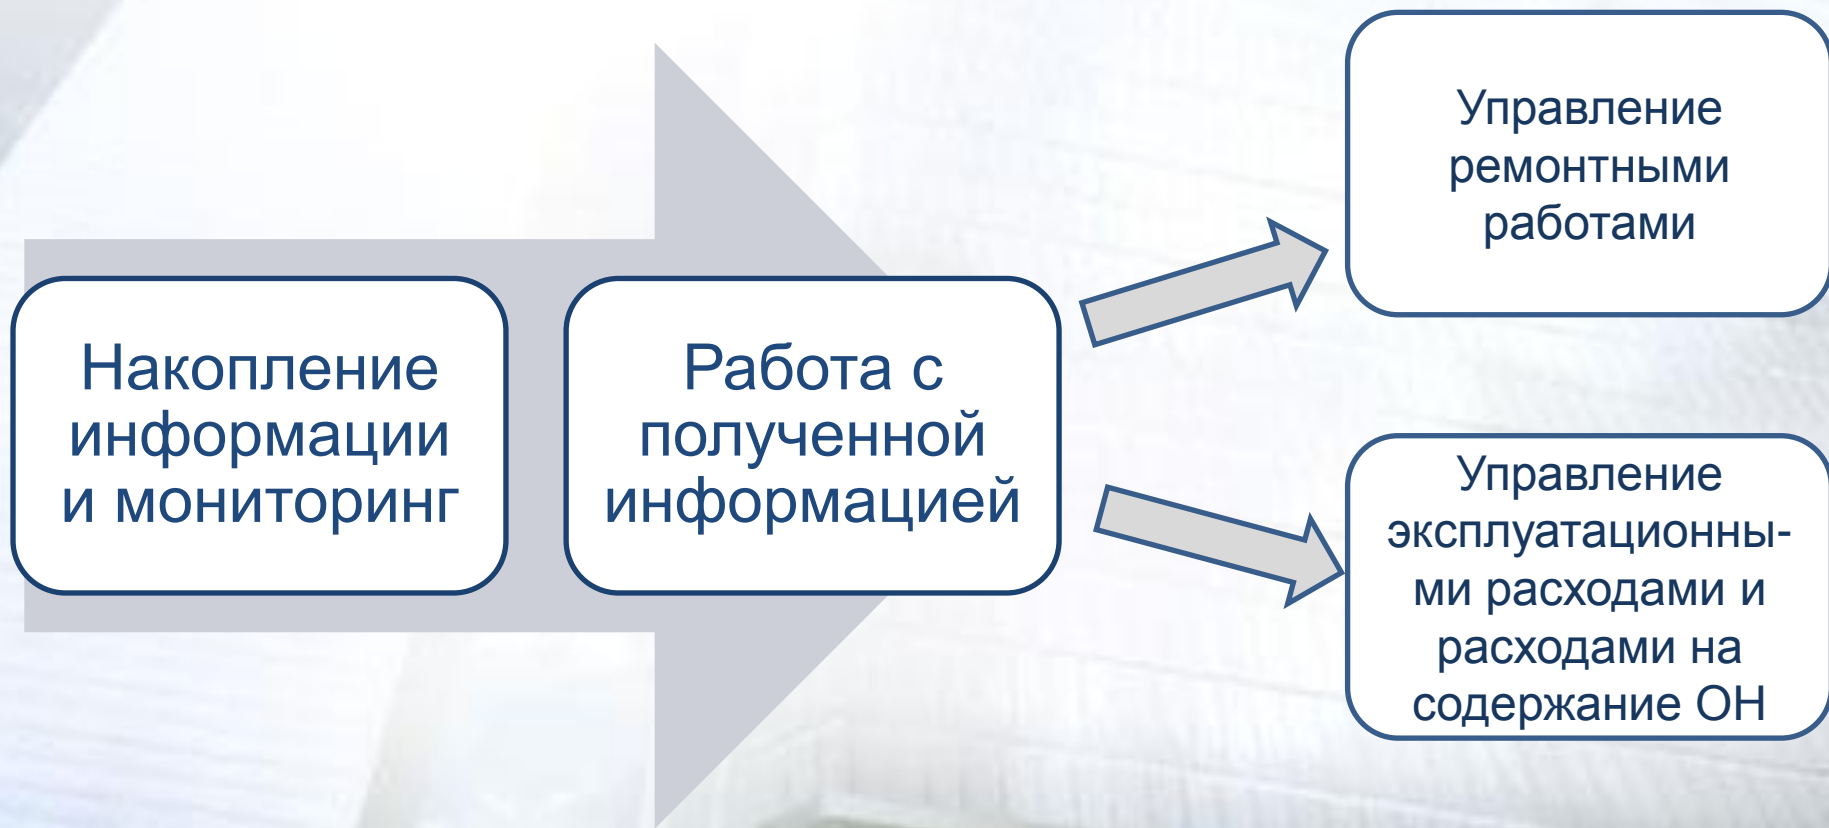 Накопление
информации
и мониторинг
Работа с
полученной
информацией
Управление
ремонтными
работами
Управление
эксплуатационны-
ми расходами и
расходами на
содержание ОН